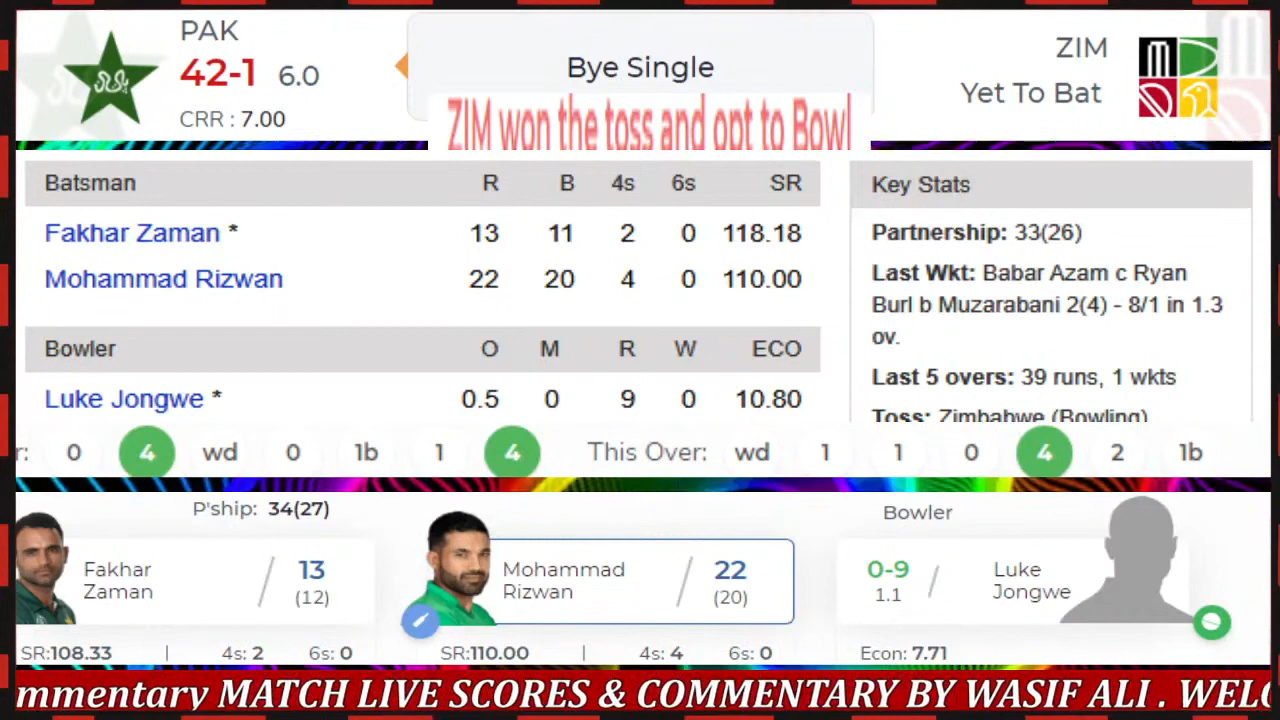 PAK
42-1 6.0
CRR : 7.00
Bye Single
ZIM won the toss and opt to Bowl
ZIM
Yet To Bat
Batsman R B 4s 6s SR
Fakhar Zaman * 13 11 2 0 118.18
Mohammad Rizwan 22 20 4 0 110.00
Bowler O M R W ECO
Luke Jongwe * 0.5 0 9 0 10.80
Key Stats
Partnership: 33(26)
Last Wkt: Babar Azam c Ryan
Burl b Muzarabani 2(4) - 8/1 in 1.3
ov.
Last 5 overs: 39 runs, 1 wkts
Toss: Zimbabwe (Bowling)
r: 0 4 wd 0 1b 1 4 This Over: wd 1 1 0 4 2 1b
P'ship: 34(27)
Fakhar
Zaman
13
(12)
SR:108.33 | 4s: 2 6s: 0
Mohammad
Rizwan
22
(20)
SR:110.00 | 4s: 4 6s: 0
Bowler
0-9
1.1
Luke
Jongwe
Econ: 7.71
mmentary MATCH LIVE SCORES & COMMENTARY BY WASIF ALI . WELC